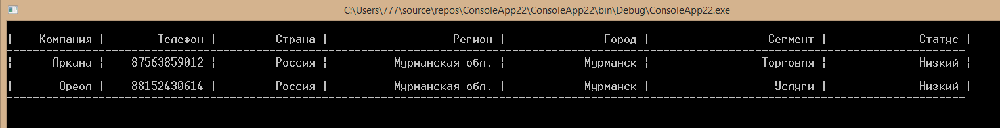 C:\Users\777\source\repos\ConsoleApp22\ConsoleApp22\bin\Debug\ConsoleApp22.exe
| Компания | Телефон | Страна | Регион | Город | Сегмент | Статус |
| Аркана | 87563859012 | Россия | Мурманская обл. | Мурманск | Торговля | Низкий |
| Ореол | 88152430614 | Россия | Мурманская обл. | Мурманск | Услуги | Низкий |